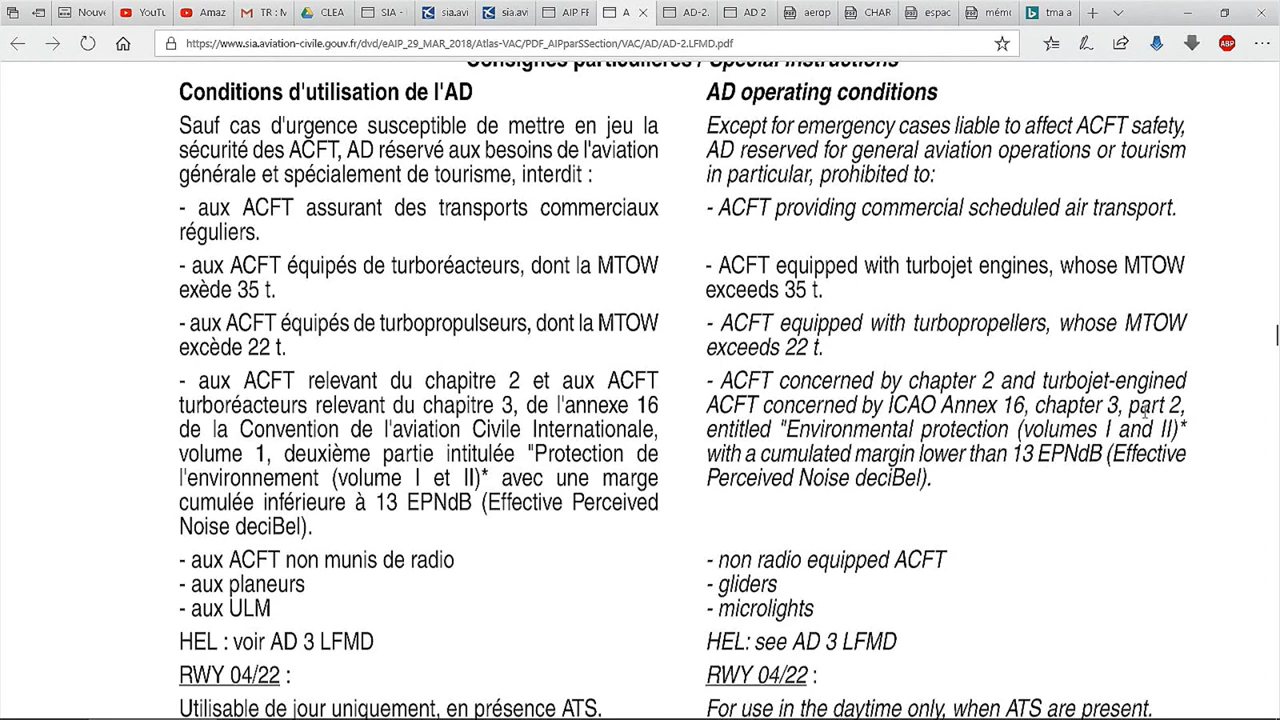 Nouve
YouTu
Amaz
TR : M
CLEA
SIA -
sia.avi
sia.avi
AIP FF
A
AD-2
AD 2
aero p
CHAR
espac
mémo
tma a
https://www.sia.aviation-civile.gouv.fr/dvd/eAIP_29_MAR_2018/Atlas-VAC/PDF_AIPparSSection/VAC/AD/AD-2.LFMD.pdf
ABP
Consignes particulières / Special instructions
Conditions d'utilisation de l'AD
Sauf cas d'urgence susceptible de mettre en jeu la
sécurité des ACFT, AD réservé aux besoins de l'aviation
générale et spécialement de tourisme, interdit :
- aux ACFT assurant des transports commerciaux
réguliers.
- aux ACFT équipés de turboréacteurs, dont la MTOW
exède 35 t.
- aux ACFT équipés de turbopropulseurs, dont la MTOW
excède 22 t.
- aux ACFT relevant du chapitre 2 et aux ACFT
turboréacteurs relevant du chapitre 3, de l'annexe 16
de la Convention de l'aviation Civile Internationale,
volume 1, deuxième partie intitulée "Protection de
l'environnement (volume I et II)* avec une marge
cumulée inférieure à 13 EPNdB (Effective Perceived
Noise deciBel).
- aux ACFT non munis de radio
- aux planeurs
- aux ULM
HEL : voir AD 3 LFMD
RWY 04/22 :
Utilisable de jour uniquement, en présence ATS.
AD operating conditions
Except for emergency cases liable to affect ACFT safety,
AD reserved for general aviation operations or tourism
in particular, prohibited to:
- ACFT providing commercial scheduled air transport.
- ACFT equipped with turbojet engines, whose MTOW
exceeds 35 t.
- ACFT equipped with turbopropellers, whose MTOW
exceeds 22 t.
- ACFT concerned by chapter 2 and turbojet-engined
ACFT concerned by ICAO Annex 16, chapter 3, part 2,
entitled "Environmental protection (volumes I and II)*
with a cumulated margin lower than 13 EPNdB (Effective
Perceived Noise deciBel).
- non radio equipped ACFT
- gliders
- microlights
HEL: see AD 3 LFMD
RWY 04/22 :
For use in the daytime only, when ATS are present.